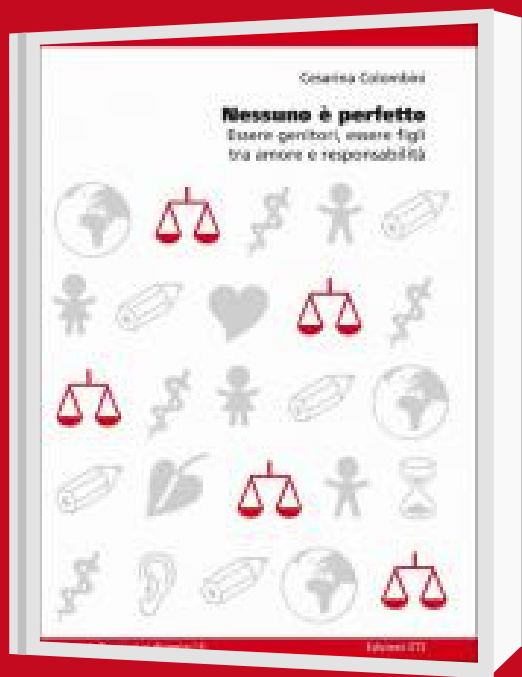 Cesarina Colombini
Nessuno è perfetto
Essere genitori, essere figli
tra amore e responsabilità
Edizioni ETS